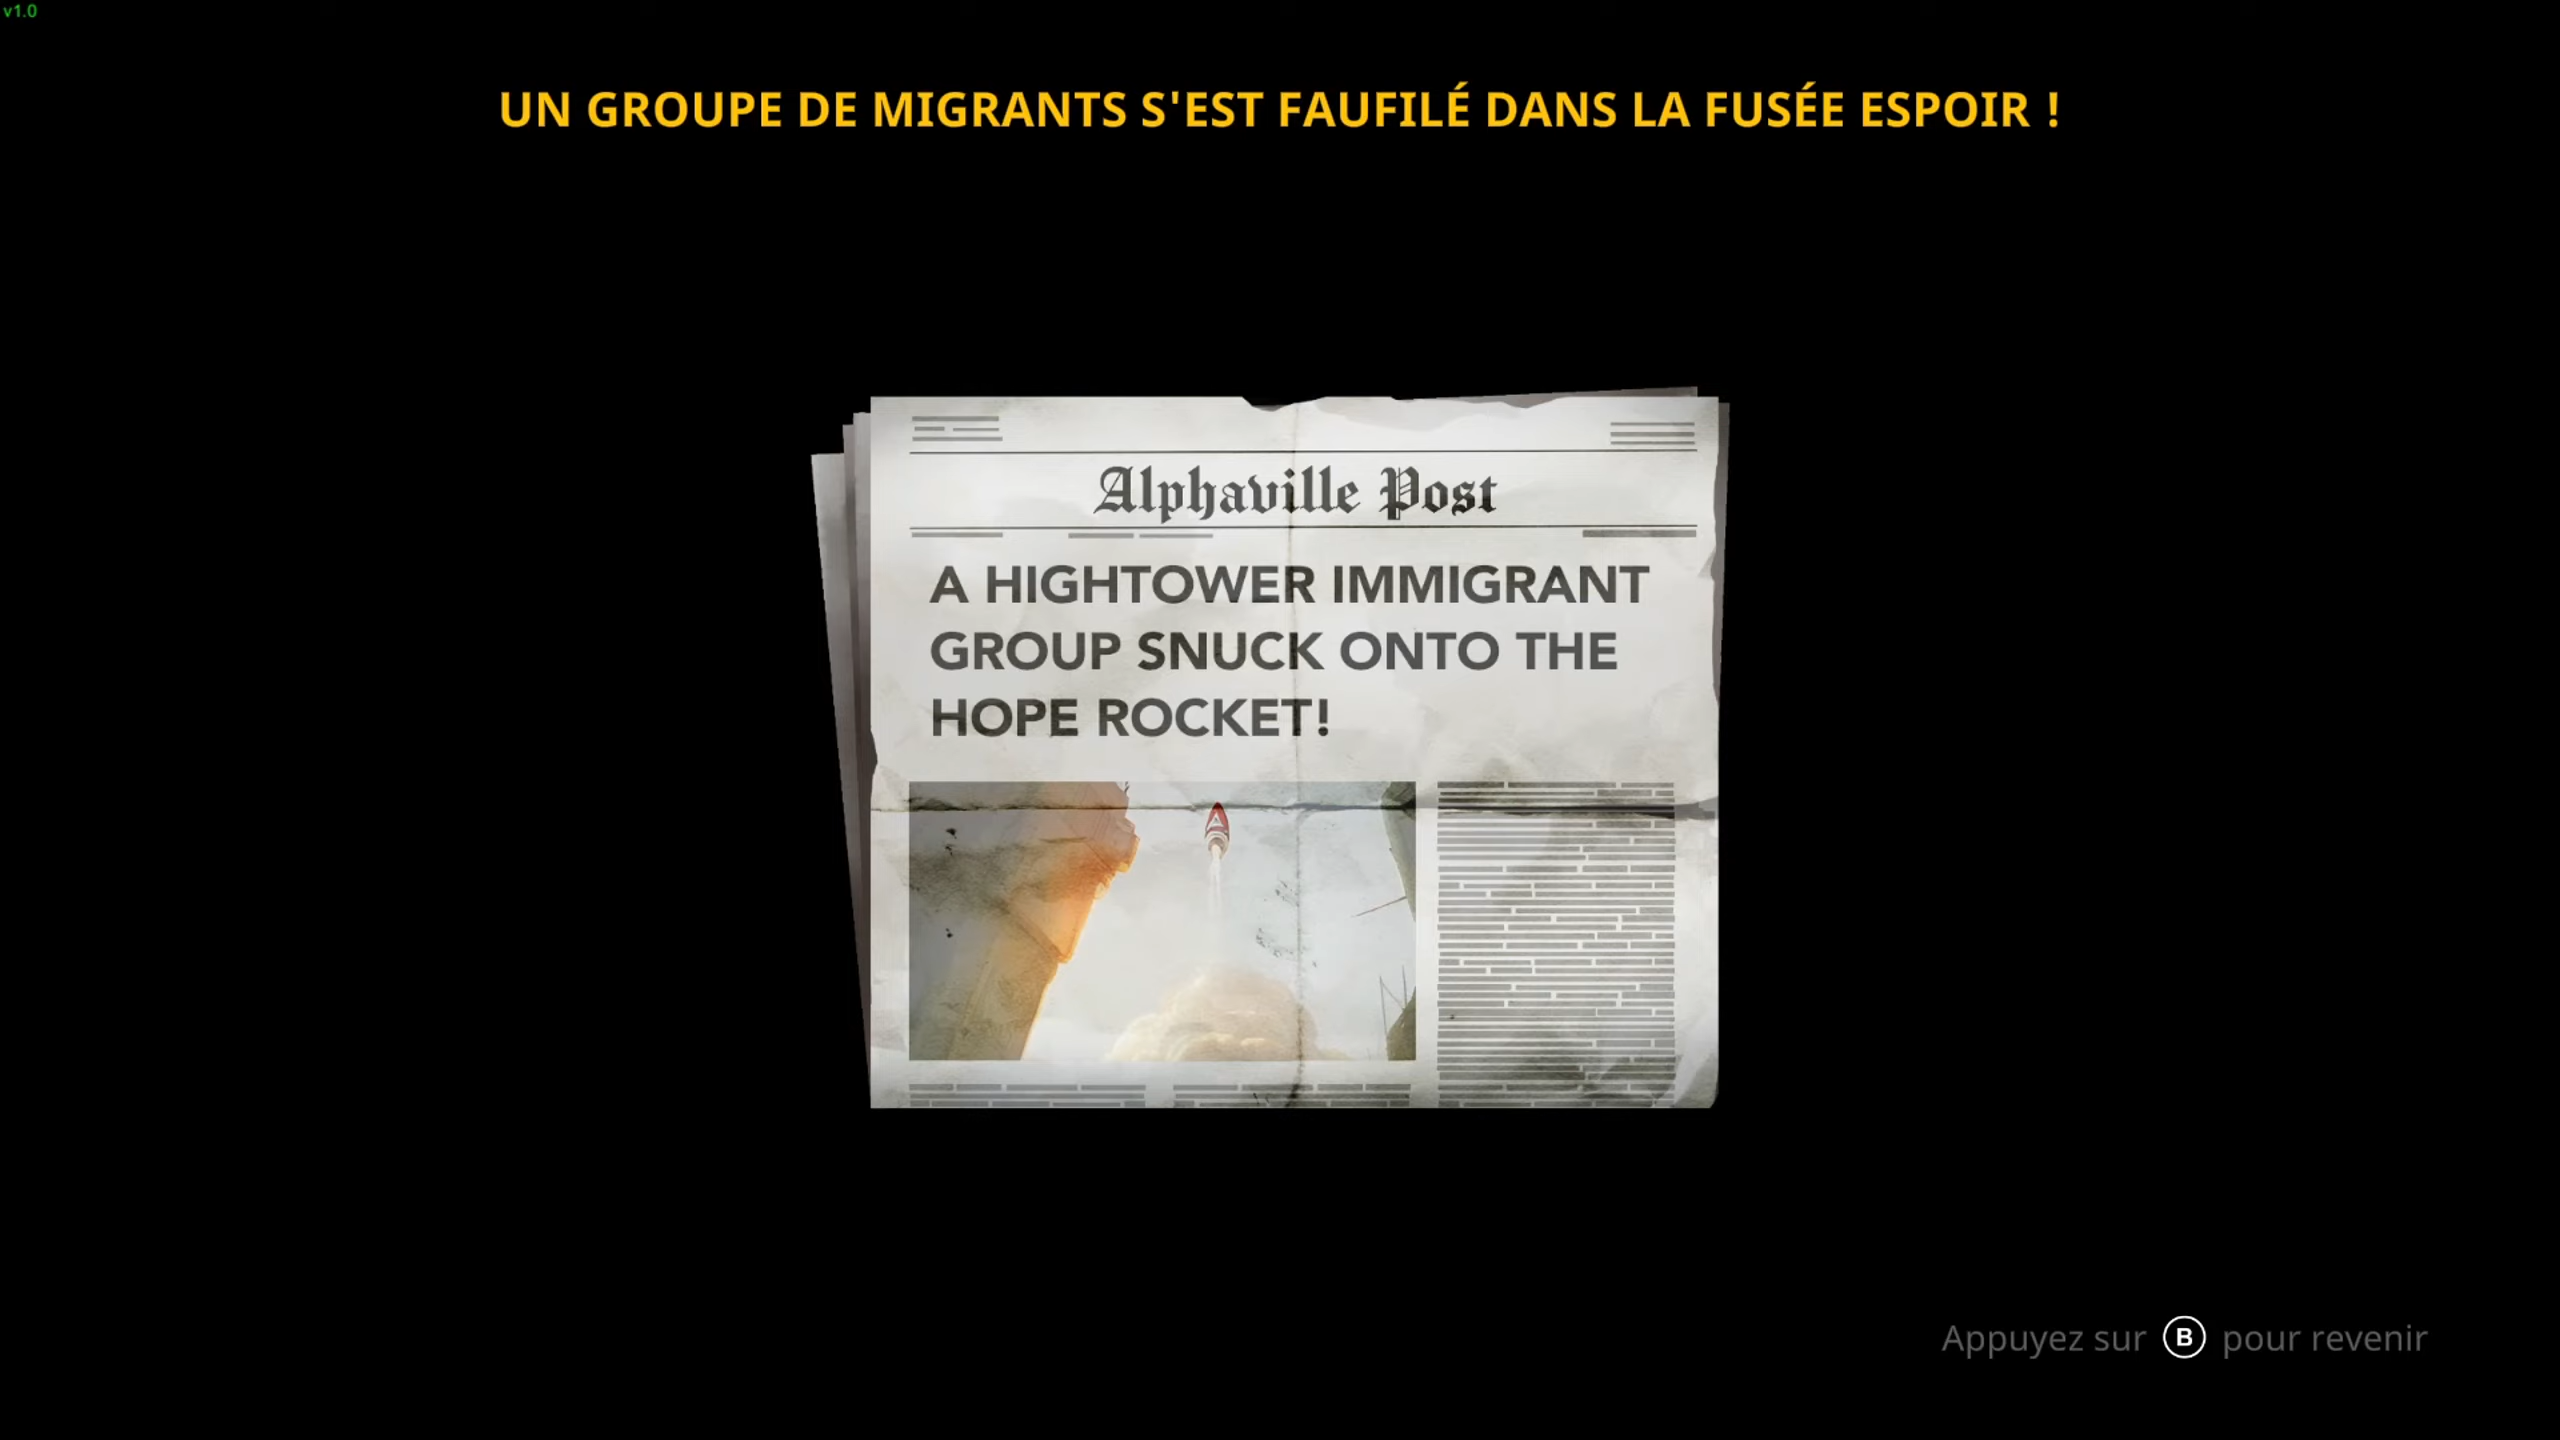 v1.0
UN GROUPE DE MIGRANTS S'EST FAUFILÉ DANS LA FUSÉE ESPOIR !
Alphaville Post
A HIGHTOWER IMMIGRANT
GROUP SNUCK ONTO THE
HOPE ROCKET!
A
Appuyez sur B pour revenir